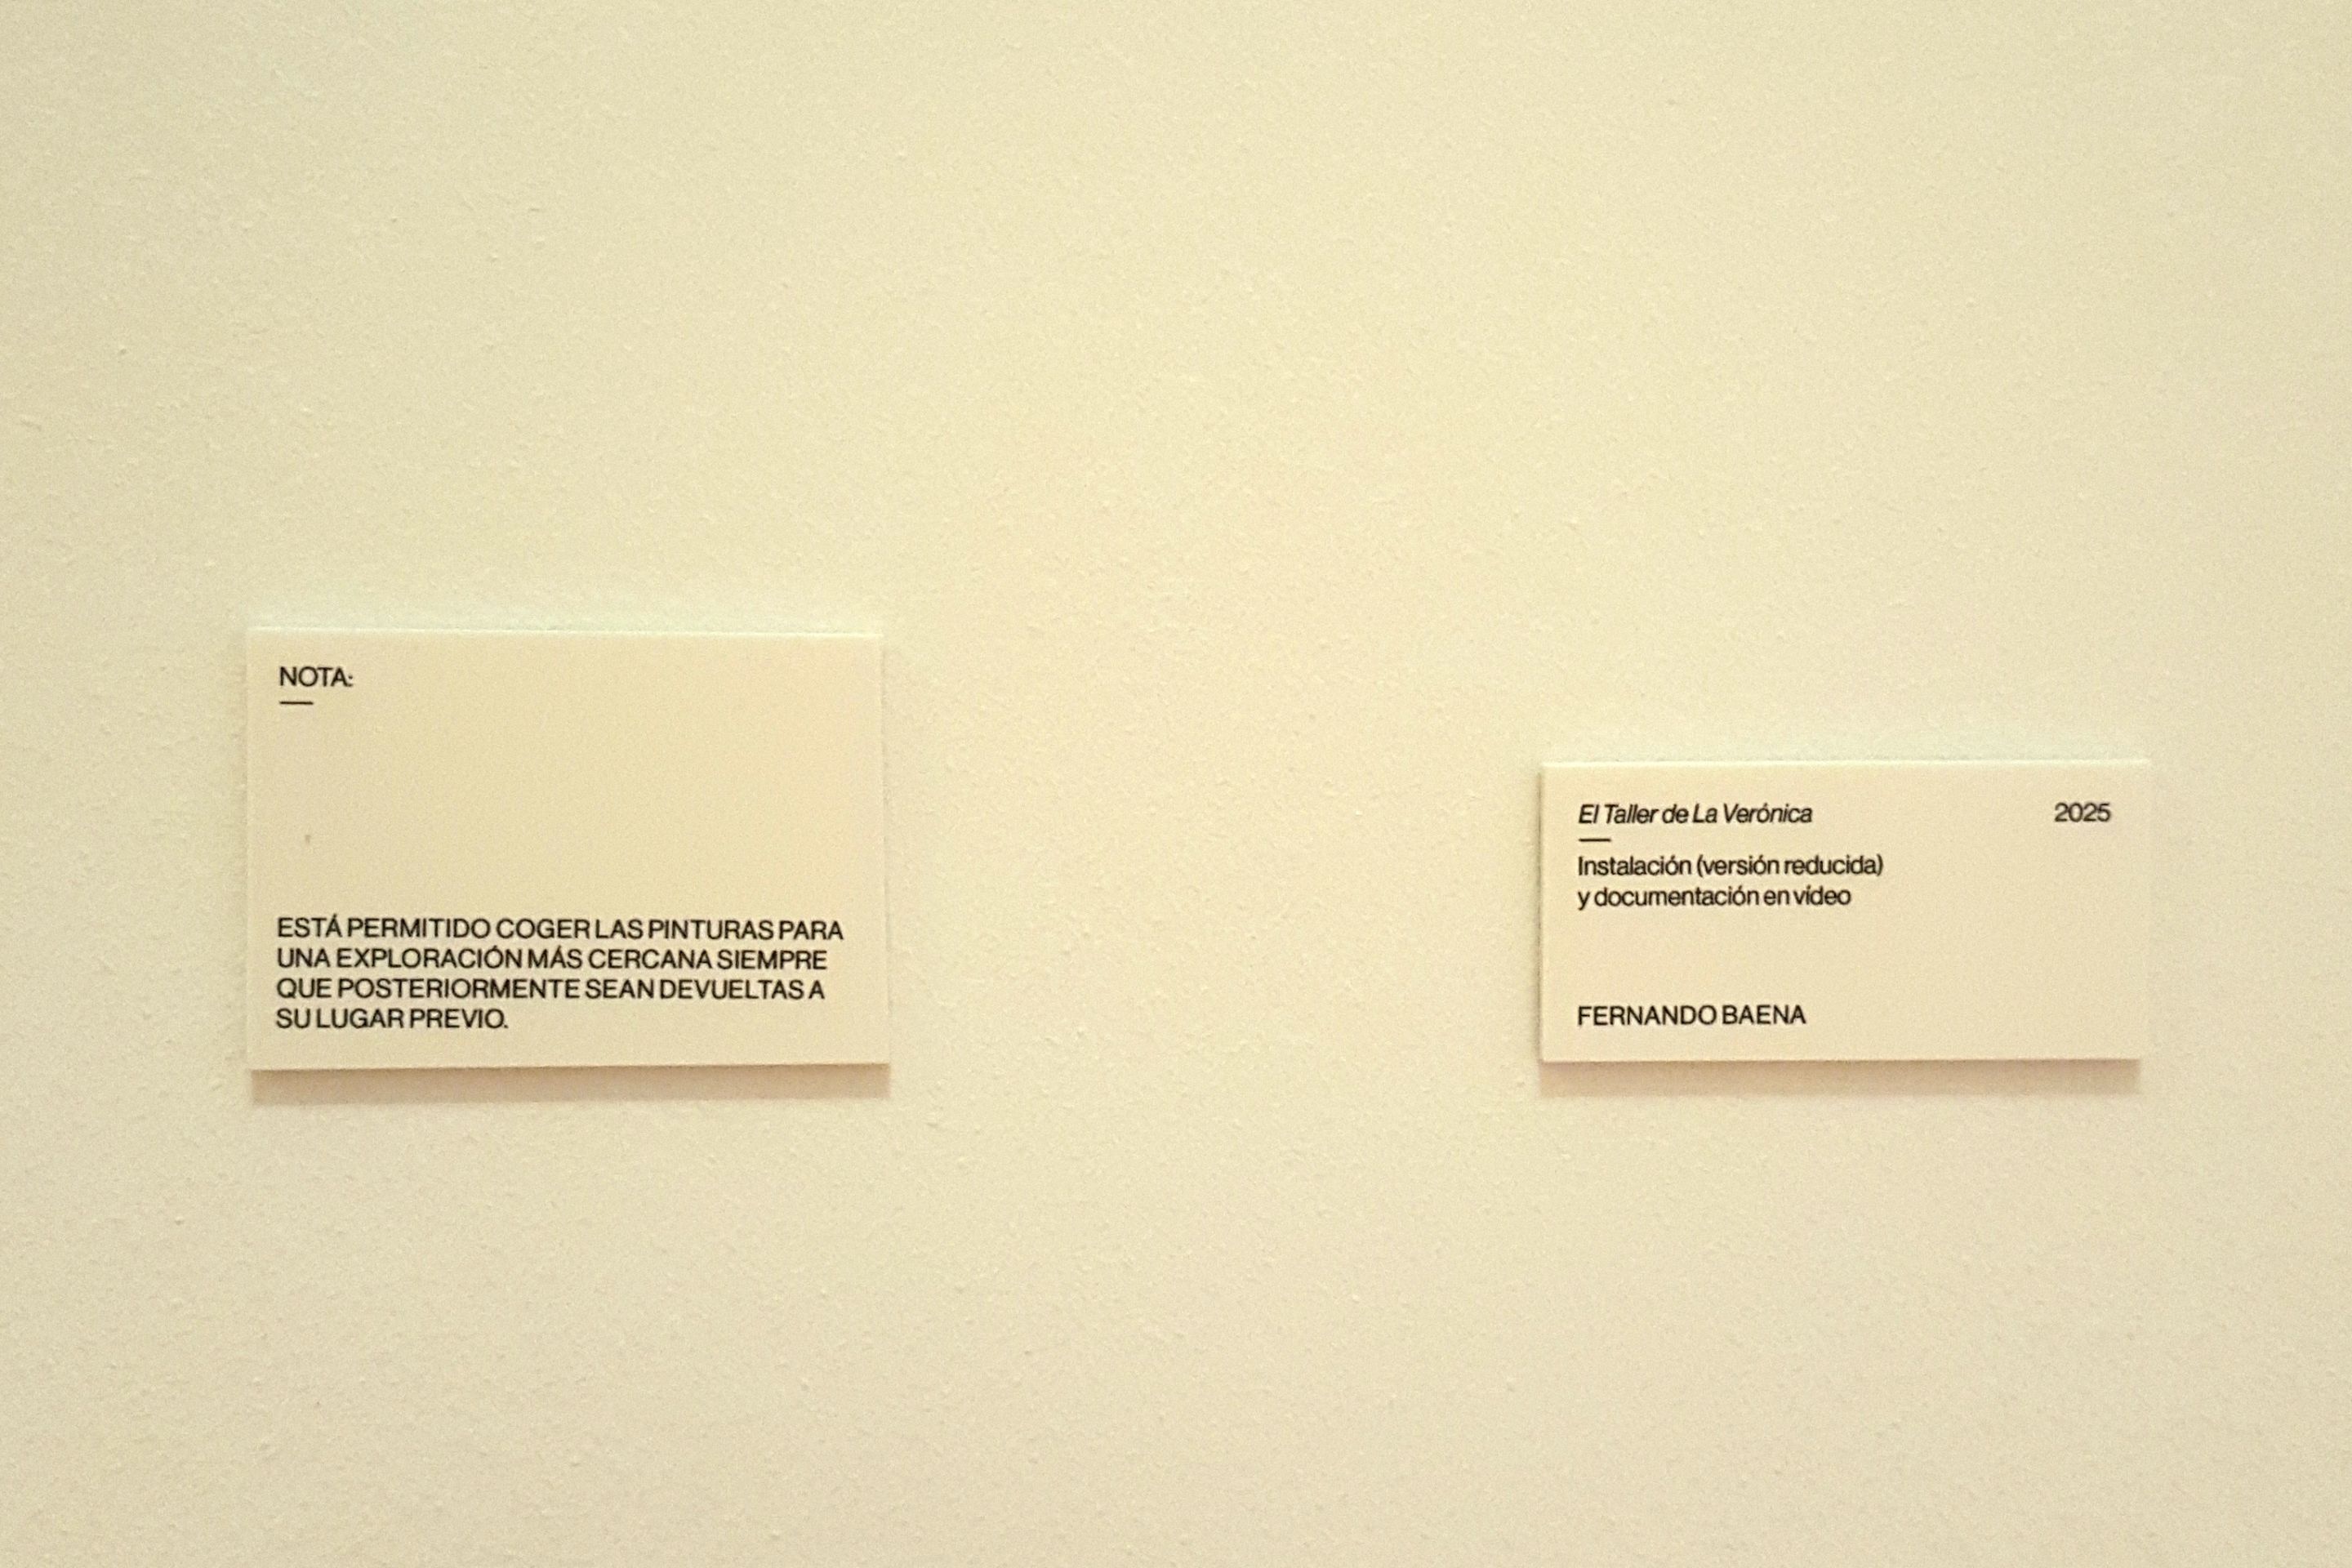 NOTA:
ESTÁ PERMITIDO COGER LAS PINTURAS PARA
UNA EXPLORACIÓN MÁS CERCANA SIEMPRE
QUE POSTERIORMENTE SEAN DEVUELTAS A
SU LUGAR PREVIO.
El Taller de La Verónica 2025
Instalación (versión reducida)
y documentación en vídeo
FERNANDO BAENA